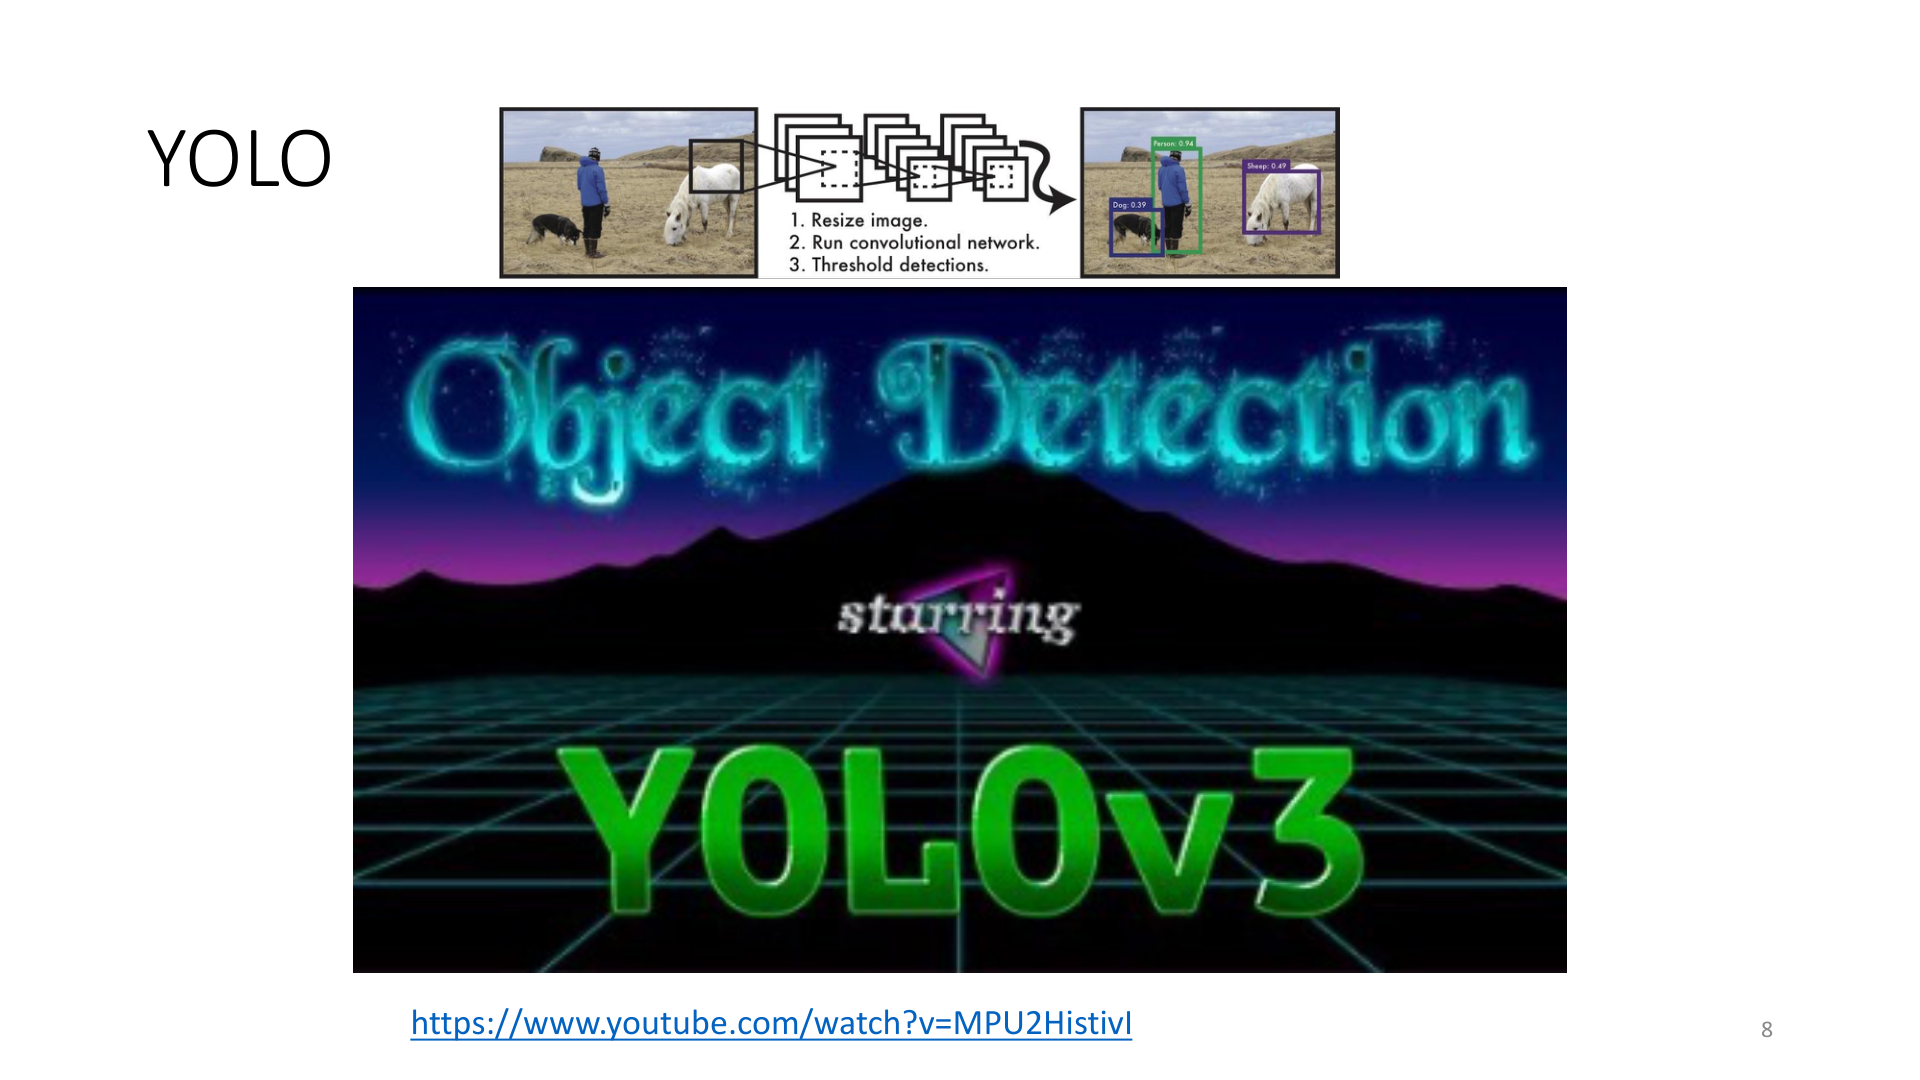 YOLO
1. Resize image.
2. Run convolutional network.
3. Threshold detections.
Person: 0.94
Sheep: 0.49
Dog: 0.39
Object Detection
starring
YOLOv3
https://www.youtube.com/watch?v=MPU2HistivI
8